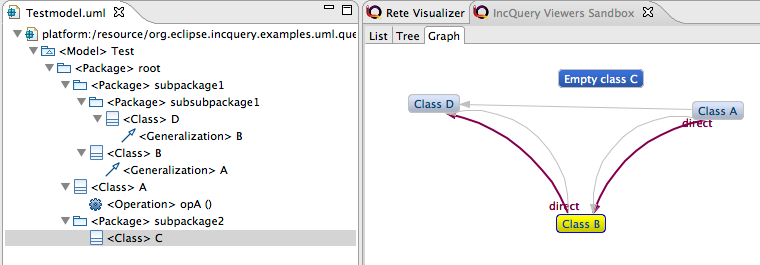 Testmodel.uml
platform:/resource/org.eclipse.incquery.examples.uml.que
<Model> Test
<Package> root
<Package> subpackage1
<Package> subsubpackage1
<Class> D
<Generalization> B
<Class> B
<Generalization> A
<Class> A
<Operation> opA ()
<Package> subpackage2
<Class> C
Rete Visualizer
IncQuery Viewers Sandbox
List
Tree
Graph
Empty class C
Class D
Class A
direct
direct
Class B